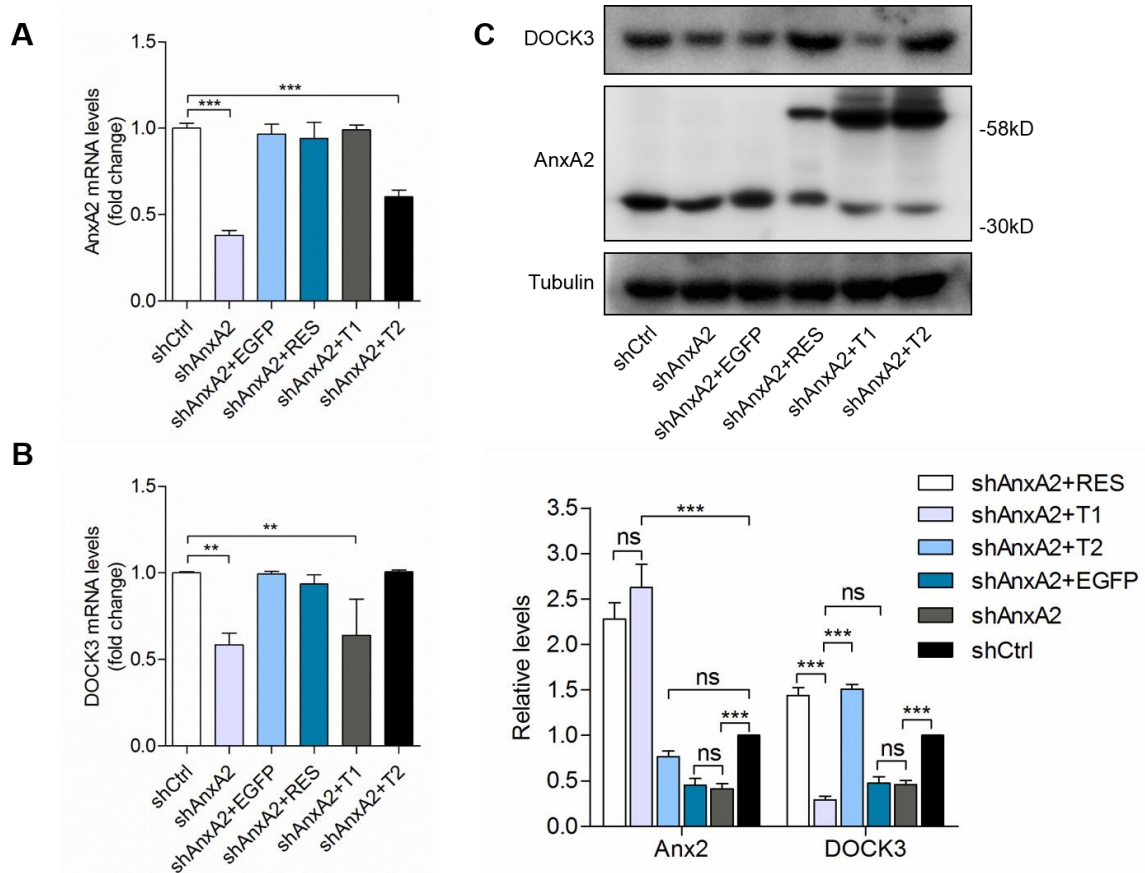 A
1.5
1.0
0.5
0.0
AnxA2 mRNA levels
(fold change)
***
***
shCtrl
shAnxA2
shAnxA2+EGFP
shAnxA2+RES
shAnxA2+T1
shAnxA2+T2
B
1.5
1.0
0.5
0.0
DOCK3 mRNA levels
(fold change)
**
**
shCtrl
shAnxA2
shAnxA2+EGFP
shAnxA2+RES
shAnxA2+T1
shAnxA2+T2
C
DOCK3
AnxA2
-58kD
-30kD
Tubulin
shCtrl
shAnxA2
shAnxA2+EGFP
shAnxA2+RES
shAnxA2+T1
shAnxA2+T2
3.5
3.0
2.5
2.0
1.5
1.0
0.5
0.0
Relative levels
ns
***
ns
ns
***
***
***
ns
ns
***
Anx2
DOCK3
shAnxA2+RES
shAnxA2+T1
shAnxA2+T2
shAnxA2+EGFP
shAnxA2
shCtrl